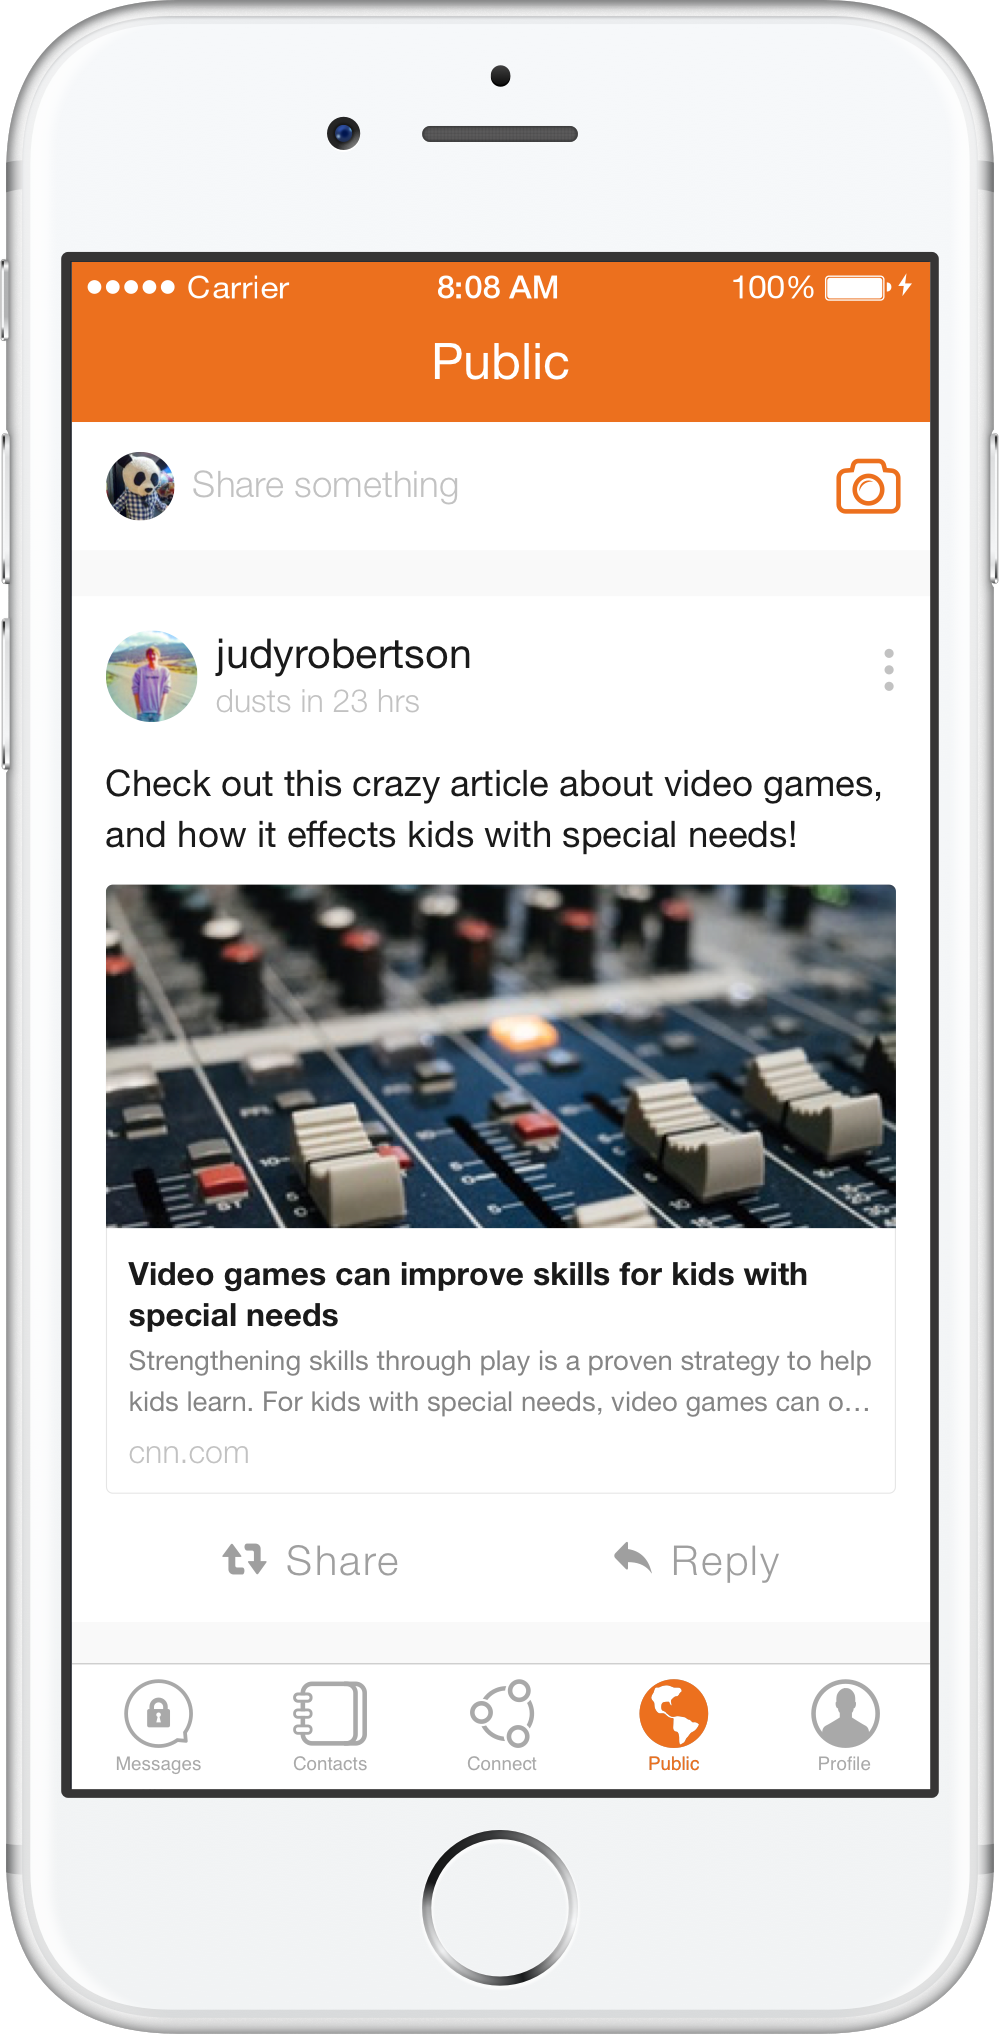 Carrier
8:08 AM
100%
Public
Share something
judyrobertson
dusts in 23 hrs
Check out this crazy article about video games,
and how it effects kids with special needs!
Video games can improve skills for kids with
special needs
Strengthening skills through play is a proven strategy to help
kids learn. For kids with special needs, video games can o...
cnn.com
Share
Reply
Messages
Contacts
Connect
Public
Profile